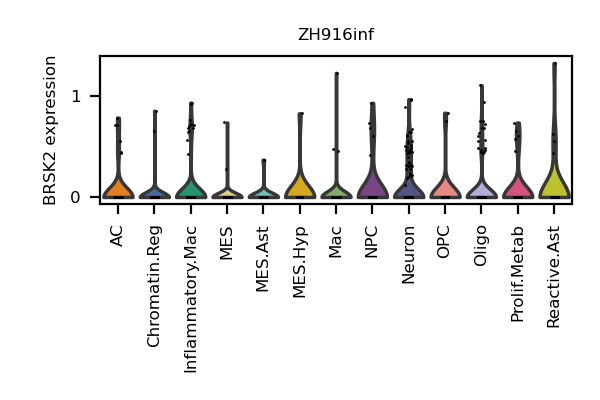 ZH916inf
BRSK2 expression
1
0
AC
Chromatin.Reg
Inflammatory.Mac
MES
MES.Ast
MES.Hyp
Mac
NPC
Neuron
OPC
Oligo
Prolif.Metab
Reactive.Ast